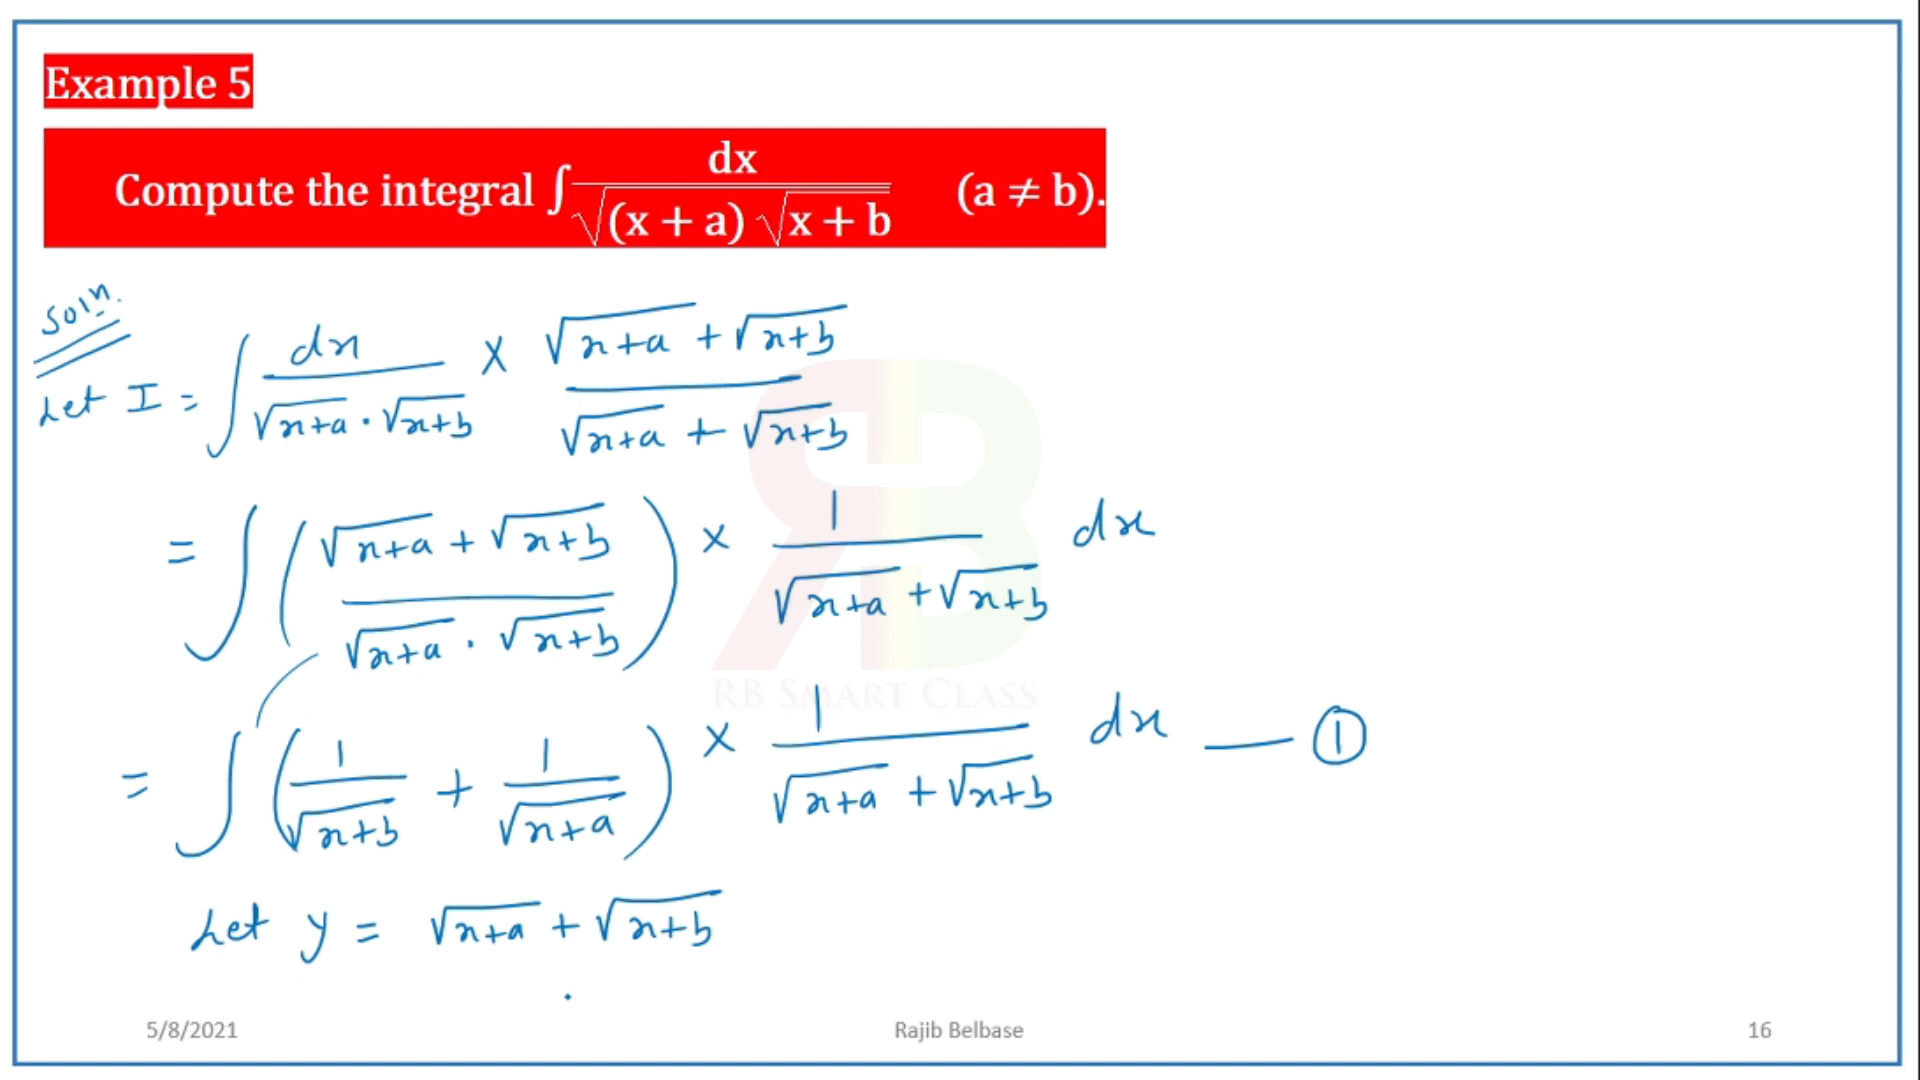 Example 5
Compute the integral ∫ dx / √((x + a) √(x + b)) (a ≠ b).
Soln.
Let I = ∫ dx / (√(x+a) · √(x+b)) × (√(x+a) + √(x+b)) / (√(x+a) + √(x+b))
= ∫ ( (√(x+a) + √(x+b)) / (√(x+a) · √(x+b)) ) × 1 / (√(x+a) + √(x+b)) dx
= ∫ ( 1/√(x+b) + 1/√(x+a) ) × 1 / (√(x+a) + √(x+b)) dx — ①
Let y = √(x+a) + √(x+b)
RB SMART CLASS
5/8/2021 Rajib Belbase 16